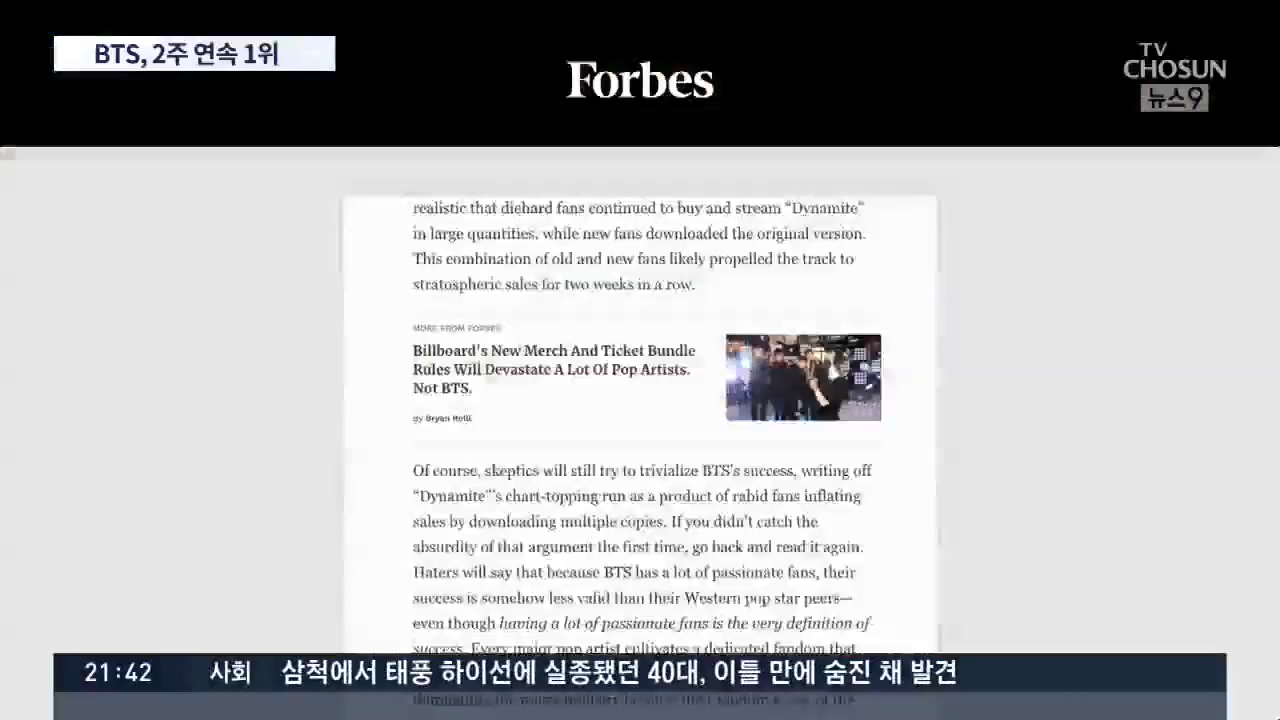 BTS, 2주 연속 1위
Forbes
TV
CHOSUN
뉴스9
realistic that diehard fans continued to buy and stream “Dynamite”
in large quantities, while new fans downloaded the original version.
This combination of old and new fans likely propelled the track to
stratospheric sales for two weeks in a row.
MORE FROM FORBES
Billboard's New Merch And Ticket Bundle
Rules Will Devastate A Lot Of Pop Artists.
Not BTS.
By Bryan Rolli
Of course, skeptics will still try to trivialize BTS's success, writing off
“Dynamite”'s chart-topping run as a product of rabid fans inflating
sales by downloading multiple copies. If you didn't catch the
absurdity of that argument the first time, go back and read it again.
Haters will say that because BTS has a lot of passionate fans, their
success is somehow less valid than their Western pop star peers—
even though having a lot of passionate fans is the very definition of
success. Every major pop artist cultivates a dedicated fandom that
21:42 사회 삼척에서 태풍 하이선에 실종됐던 40대, 이틀 만에 숨진 채 발견